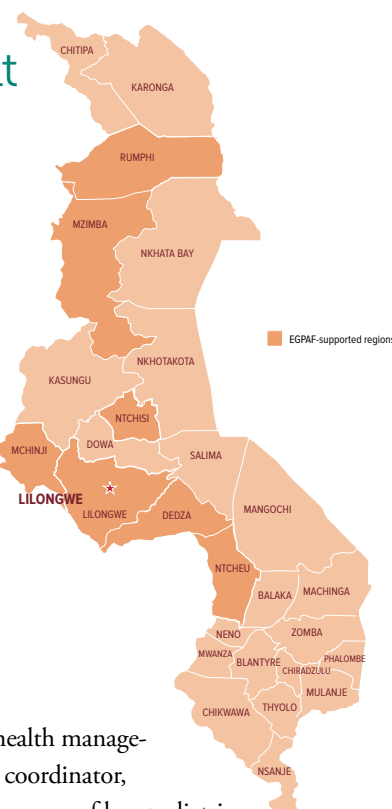 t
CHITIPA
KARONGA
RUMPHI
MZIMBA
NKHATA BAY
EGPAF-supported regions
NKHOTAKOTA
KASUNGU
NTCHISI
DOWA
MCHINJI
SALIMA
LILONGWE
LILONGWE
DEDZA
MANGOCHI
NTCHEU
BALAKA
MACHINGA
NENO
ZOMBA
MWANZA
BLANTYRE
PHALOMBE
CHIRADZULU
MULANJE
CHIKWAWA
THYOLO
NSANJE
health manage-
coordinator,